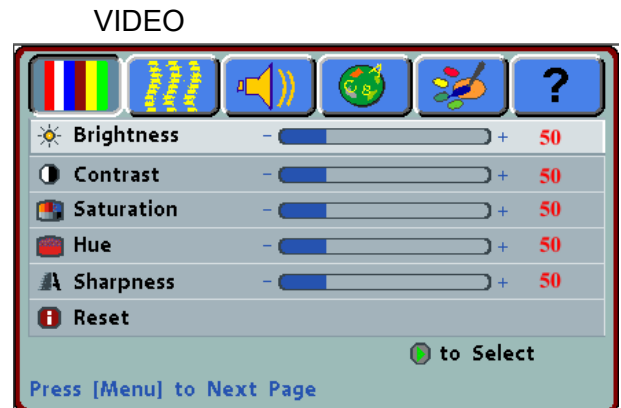 VIDEO
?
Brightness - + 50
Contrast - + 50
Saturation - + 50
Hue - + 50
Sharpness - + 50
Reset
to Select
Press [Menu] to Next Page